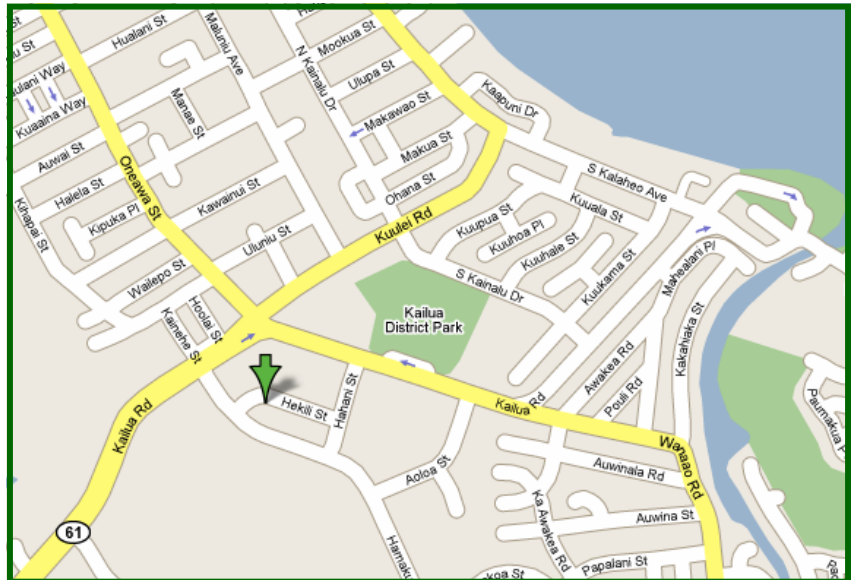 Hualani St
Maluniu Ave
Mookua St
N Kainalu Dr
Ulupa St
Kaapuni Dr
Kuaaina Way
Manae St
Makawao St
Auwai St
Makua St
Oneawa St
S Kalaheo Ave
Halela St
Ohana St
Kihapai St
Kipuka Pl
Kawainui St
Kuulei Rd
Kuupua St
Kuuala St
Kuuhoa Pl
Uluniu St
Kuuhale St
Wailepo St
S Kainalu Dr
Kuukama St
Mahealani Pl
Hoolai St
Kainehe St
Kailua
District Park
Kakahiaka St
Awakea Rd
Pouli Rd
Hekili St
Hahani St
Kailua Rd
Kailua Rd
Wanaao Rd
Auwinala Rd
Aoloa St
Ka Awakea Rd
Auwina St
61
Papalani St